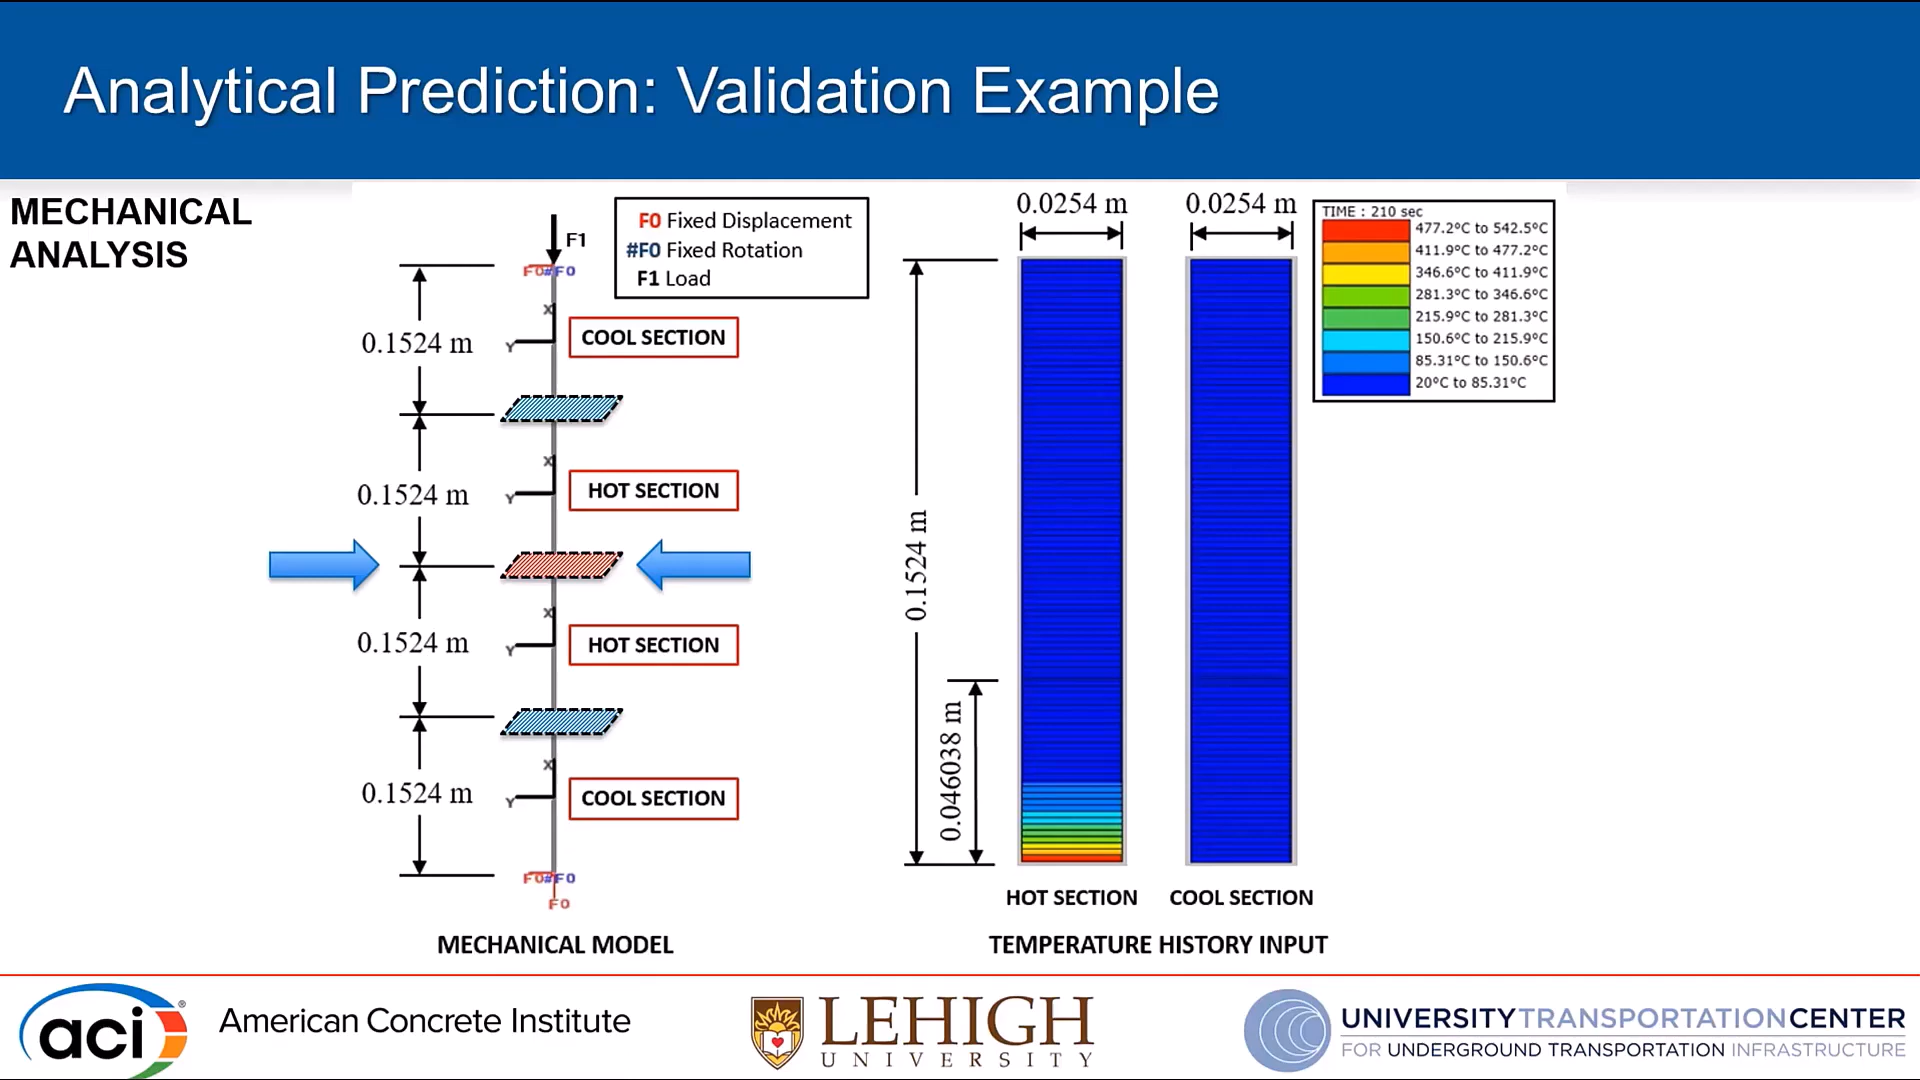 Analytical Prediction: Validation Example
MECHANICAL
ANALYSIS
F1
F0#F0
F0 Fixed Displacement
#F0 Fixed Rotation
F1 Load
0.1524 m
X
Y
COOL SECTION
0.1524 m
X
Y
HOT SECTION
0.1524 m
X
Y
HOT SECTION
0.1524 m
X
Y
COOL SECTION
F0#F0
F0
MECHANICAL MODEL
0.0254 m
0.0254 m
0.1524 m
0.046038 m
HOT SECTION
COOL SECTION
TEMPERATURE HISTORY INPUT
TIME : 210 sec
477.2°C to 542.5°C
411.9°C to 477.2°C
346.6°C to 411.9°C
281.3°C to 346.6°C
215.9°C to 281.3°C
150.6°C to 215.9°C
85.31°C to 150.6°C
20°C to 85.31°C
aci®
American Concrete Institute
LEHIGH
UNIVERSITY
UNIVERSITYTRANSPORTATIONCENTER
FOR UNDERGROUND TRANSPORTATION INFRASTRUCTURE